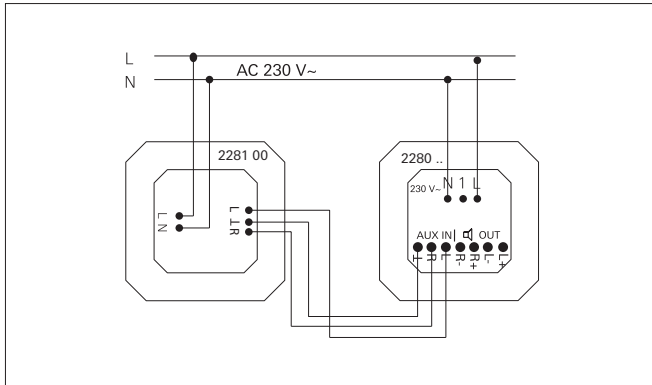 L
AC 230 V~
N
2281 00
2280 ..
230 V~ N 1 L
L
N
L
⊥
R
AUX IN OUT
⊥ R L R- R+ L- L+